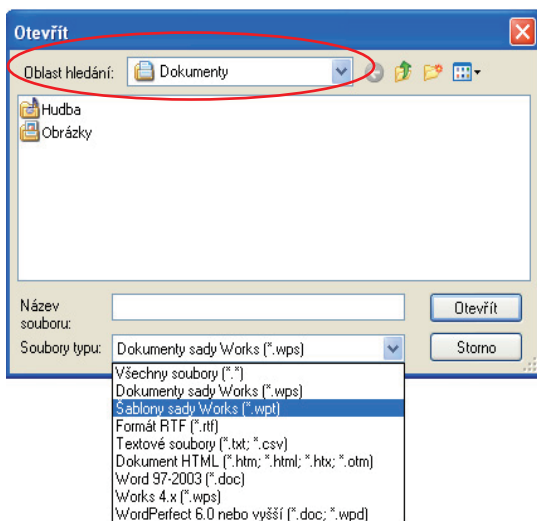 Otevřít
Oblast hledání: Dokumenty
Hudba
Obrázky
Název souboru:
Otevřít
Soubory typu: Dokumenty sady Works (*.wps)
Storno
Všechny soubory (*.*)
Dokumenty sady Works (*.wps)
Šablony sady Works (*.wpt)
Formát RTF (*.rtf)
Textové soubory (*.txt; *.csv)
Dokument HTML (*.htm; *.html; *.htx; *.otm)
Word 97-2003 (*.doc)
Works 4.x (*.wps)
WordPerfect 6.0 nebo vyšší (*.doc; *.wpd)